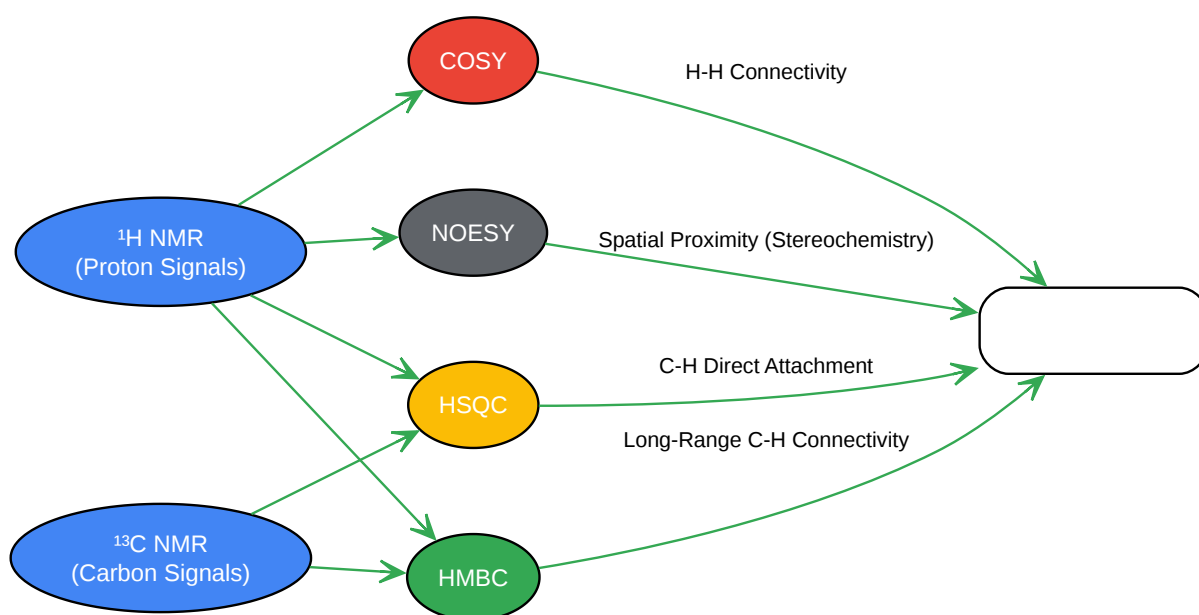 COSY
H-H Connectivity
¹H NMR
(Proton Signals)
NOESY
Spatial Proximity (Stereochemistry)
C-H Direct Attachment
HSQC
Long-Range C-H Connectivity
¹³C NMR
(Carbon Signals)
HMBC